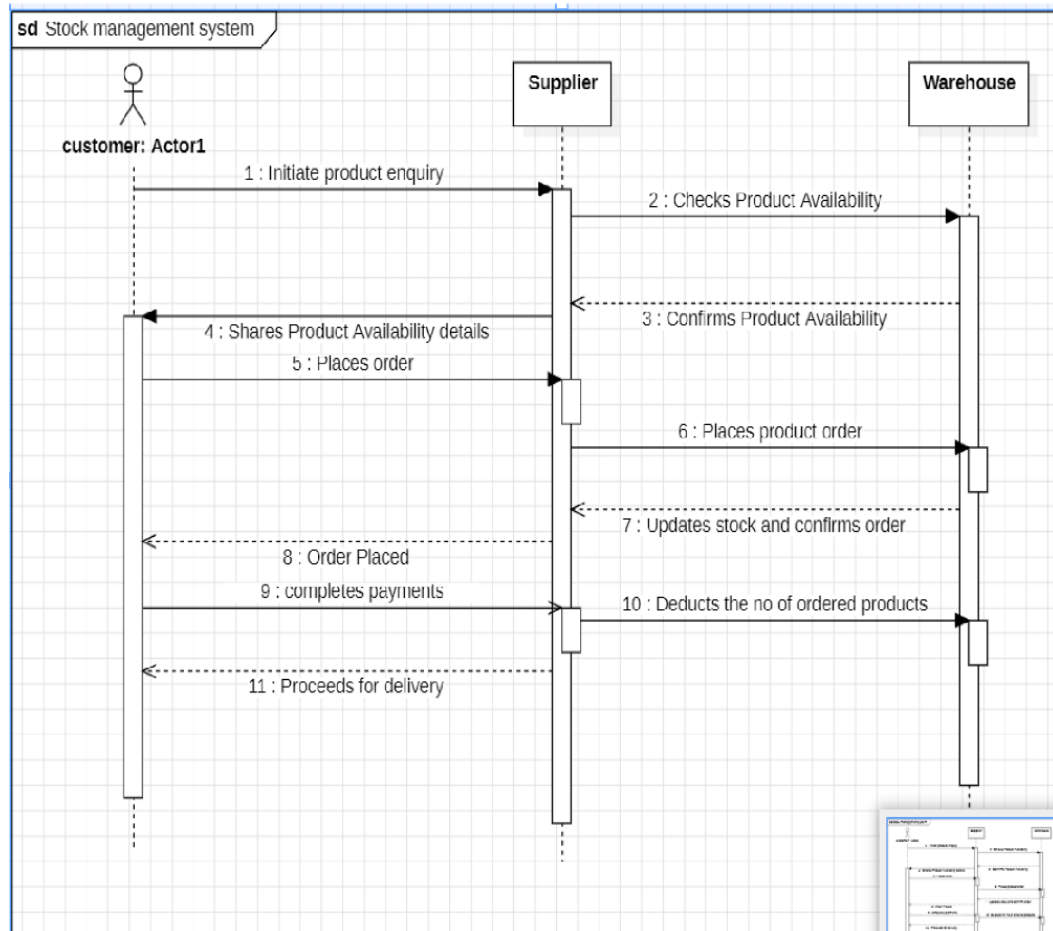 sd Stock management system
Supplier
Warehouse
customer: Actor1
1 : Initiate product enquiry
2 : Checks Product Availability
3 : Confirms Product Availability
4 : Shares Product Availability details
5 : Places order
6 : Places product order
7 : Updates stock and confirms order
8 : Order Placed
9 : completes payments
10 : Deducts the no of ordered products
11 : Proceeds for delivery